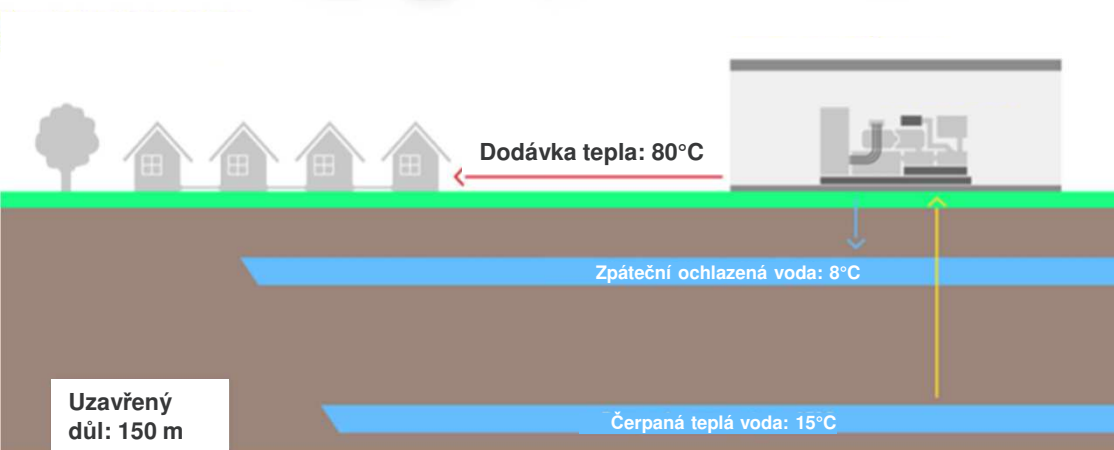 Dodávka tepla: 80°C
Zpáteční ochlazená voda: 8°C
Uzavřený
důl: 150 m
Čerpaná teplá voda: 15°C